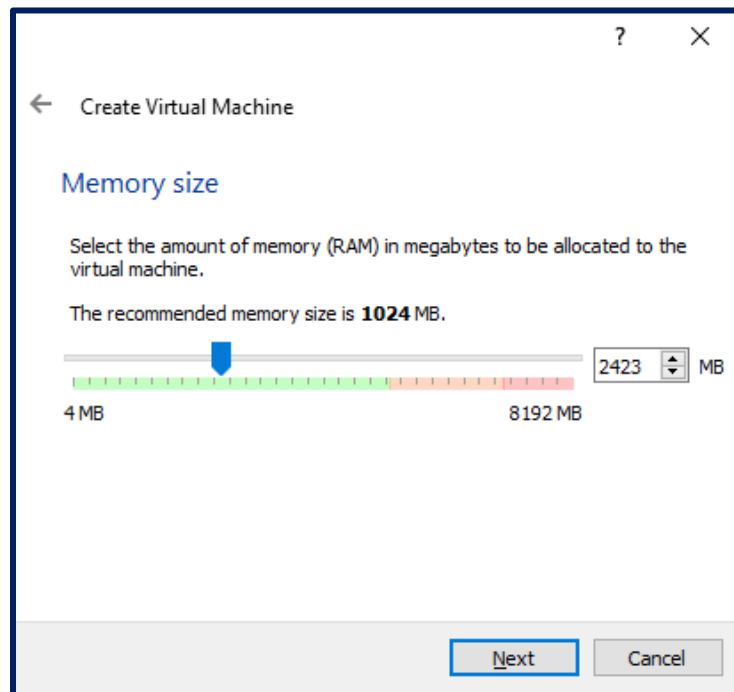 ?
Create Virtual Machine
Memory size
Select the amount of memory (RAM) in megabytes to be allocated to the
virtual machine.
The recommended memory size is 1024 MB.
2423 MB
4 MB 8192 MB
Next Cancel